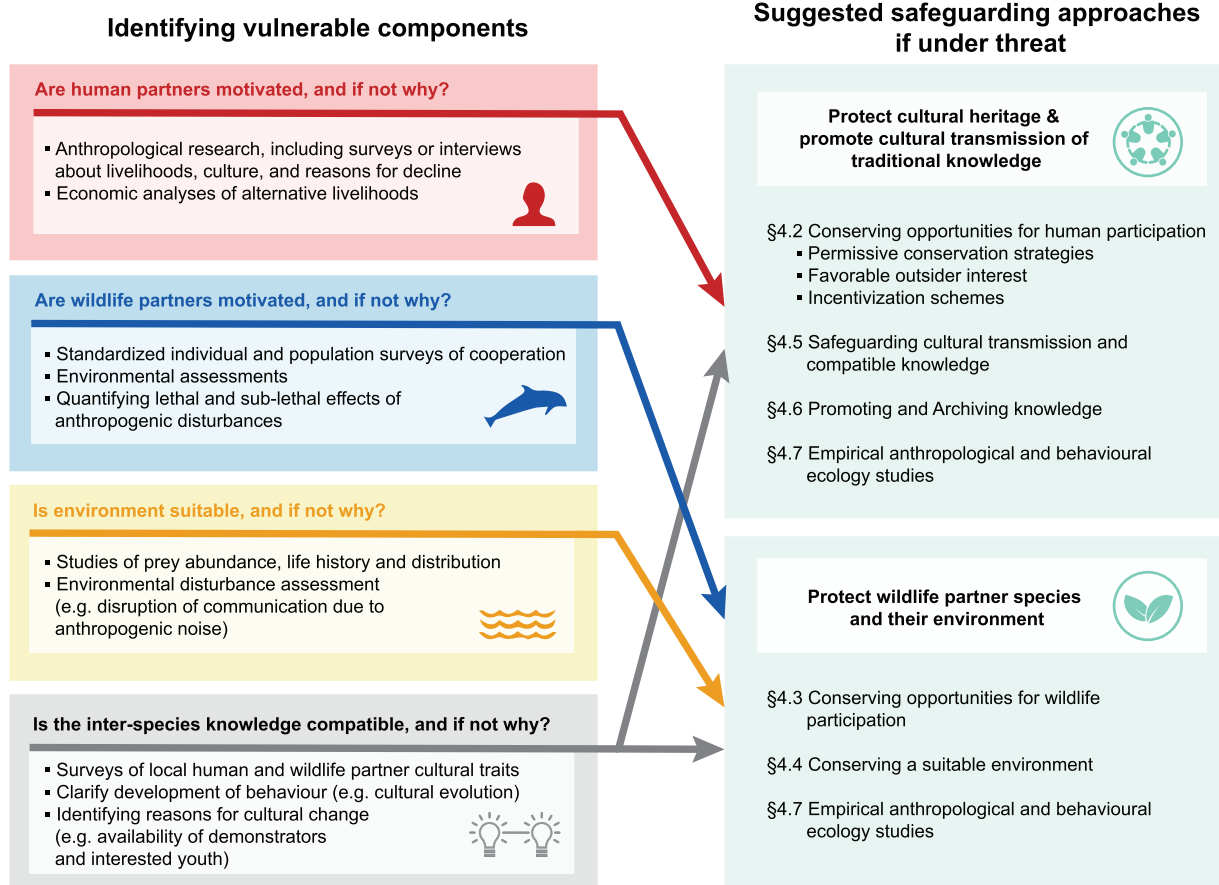 Identifying vulnerable components
Are human partners motivated, and if not why?
▪ Anthropological research, including surveys or interviews
about livelihoods, culture, and reasons for decline
▪ Economic analyses of alternative livelihoods
Are wildlife partners motivated, and if not why?
▪ Standardized individual and population surveys of cooperation
▪ Environmental assessments
▪ Quantifying lethal and sub-lethal effects of
anthropogenic disturbances
Is environment suitable, and if not why?
▪ Studies of prey abundance, life history and distribution
▪ Environmental disturbance assessment
(e.g. disruption of communication due to
anthropogenic noise)
Is the inter-species knowledge compatible, and if not why?
▪ Surveys of local human and wildlife partner cultural traits
▪ Clarify development of behaviour (e.g. cultural evolution)
▪ Identifying reasons for cultural change
(e.g. availability of demonstrators
and interested youth)
Suggested safeguarding approaches
if under threat
Protect cultural heritage &
promote cultural transmission of
traditional knowledge
§4.2 Conserving opportunities for human participation
▪ Permissive conservation strategies
▪ Favorable outsider interest
▪ Incentivization schemes
§4.5 Safeguarding cultural transmission and
compatible knowledge
§4.6 Promoting and Archiving knowledge
§4.7 Empirical anthropological and behavioural
ecology studies
Protect wildlife partner species
and their environment
§4.3 Conserving opportunities for wildlife
participation
§4.4 Conserving a suitable environment
§4.7 Empirical anthropological and behavioural
ecology studies